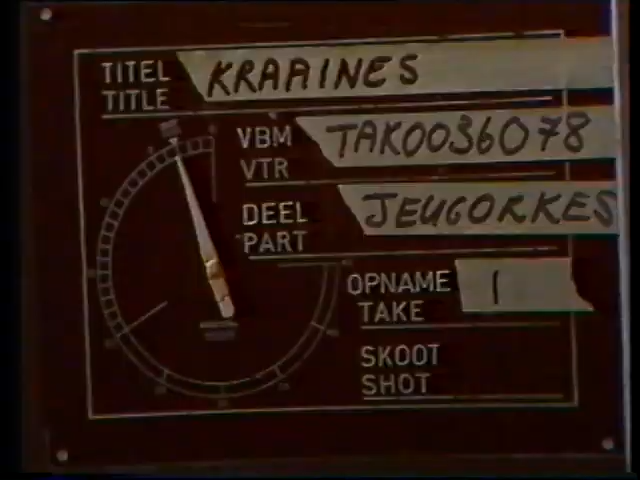 TITEL KRAAINES
TITLE
VBM TAK0036078
VTR
DEEL JEUGORKES
PART
OPNAME 1
TAKE
SKOOT
SHOT